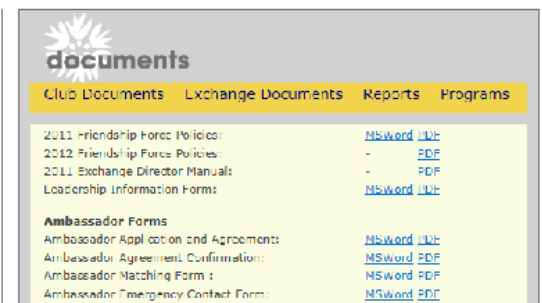 documents
Club Documents Exchange Documents Reports Programs
2011 Friendship Force Policies: MSWord PDF
2012 Friendship Force Policies: - PDF
2011 Exchange Director Manual: - PDF
Leadership Information Form: MSWord PDF
Ambassador Forms
Ambassador Application and Agreement: MSWord PDF
Ambassador Agreement Confirmation: MSWord PDF
Ambassador Matching Form : MSWord PDF
Ambassador Emergency Contact Form: MSWord PDF